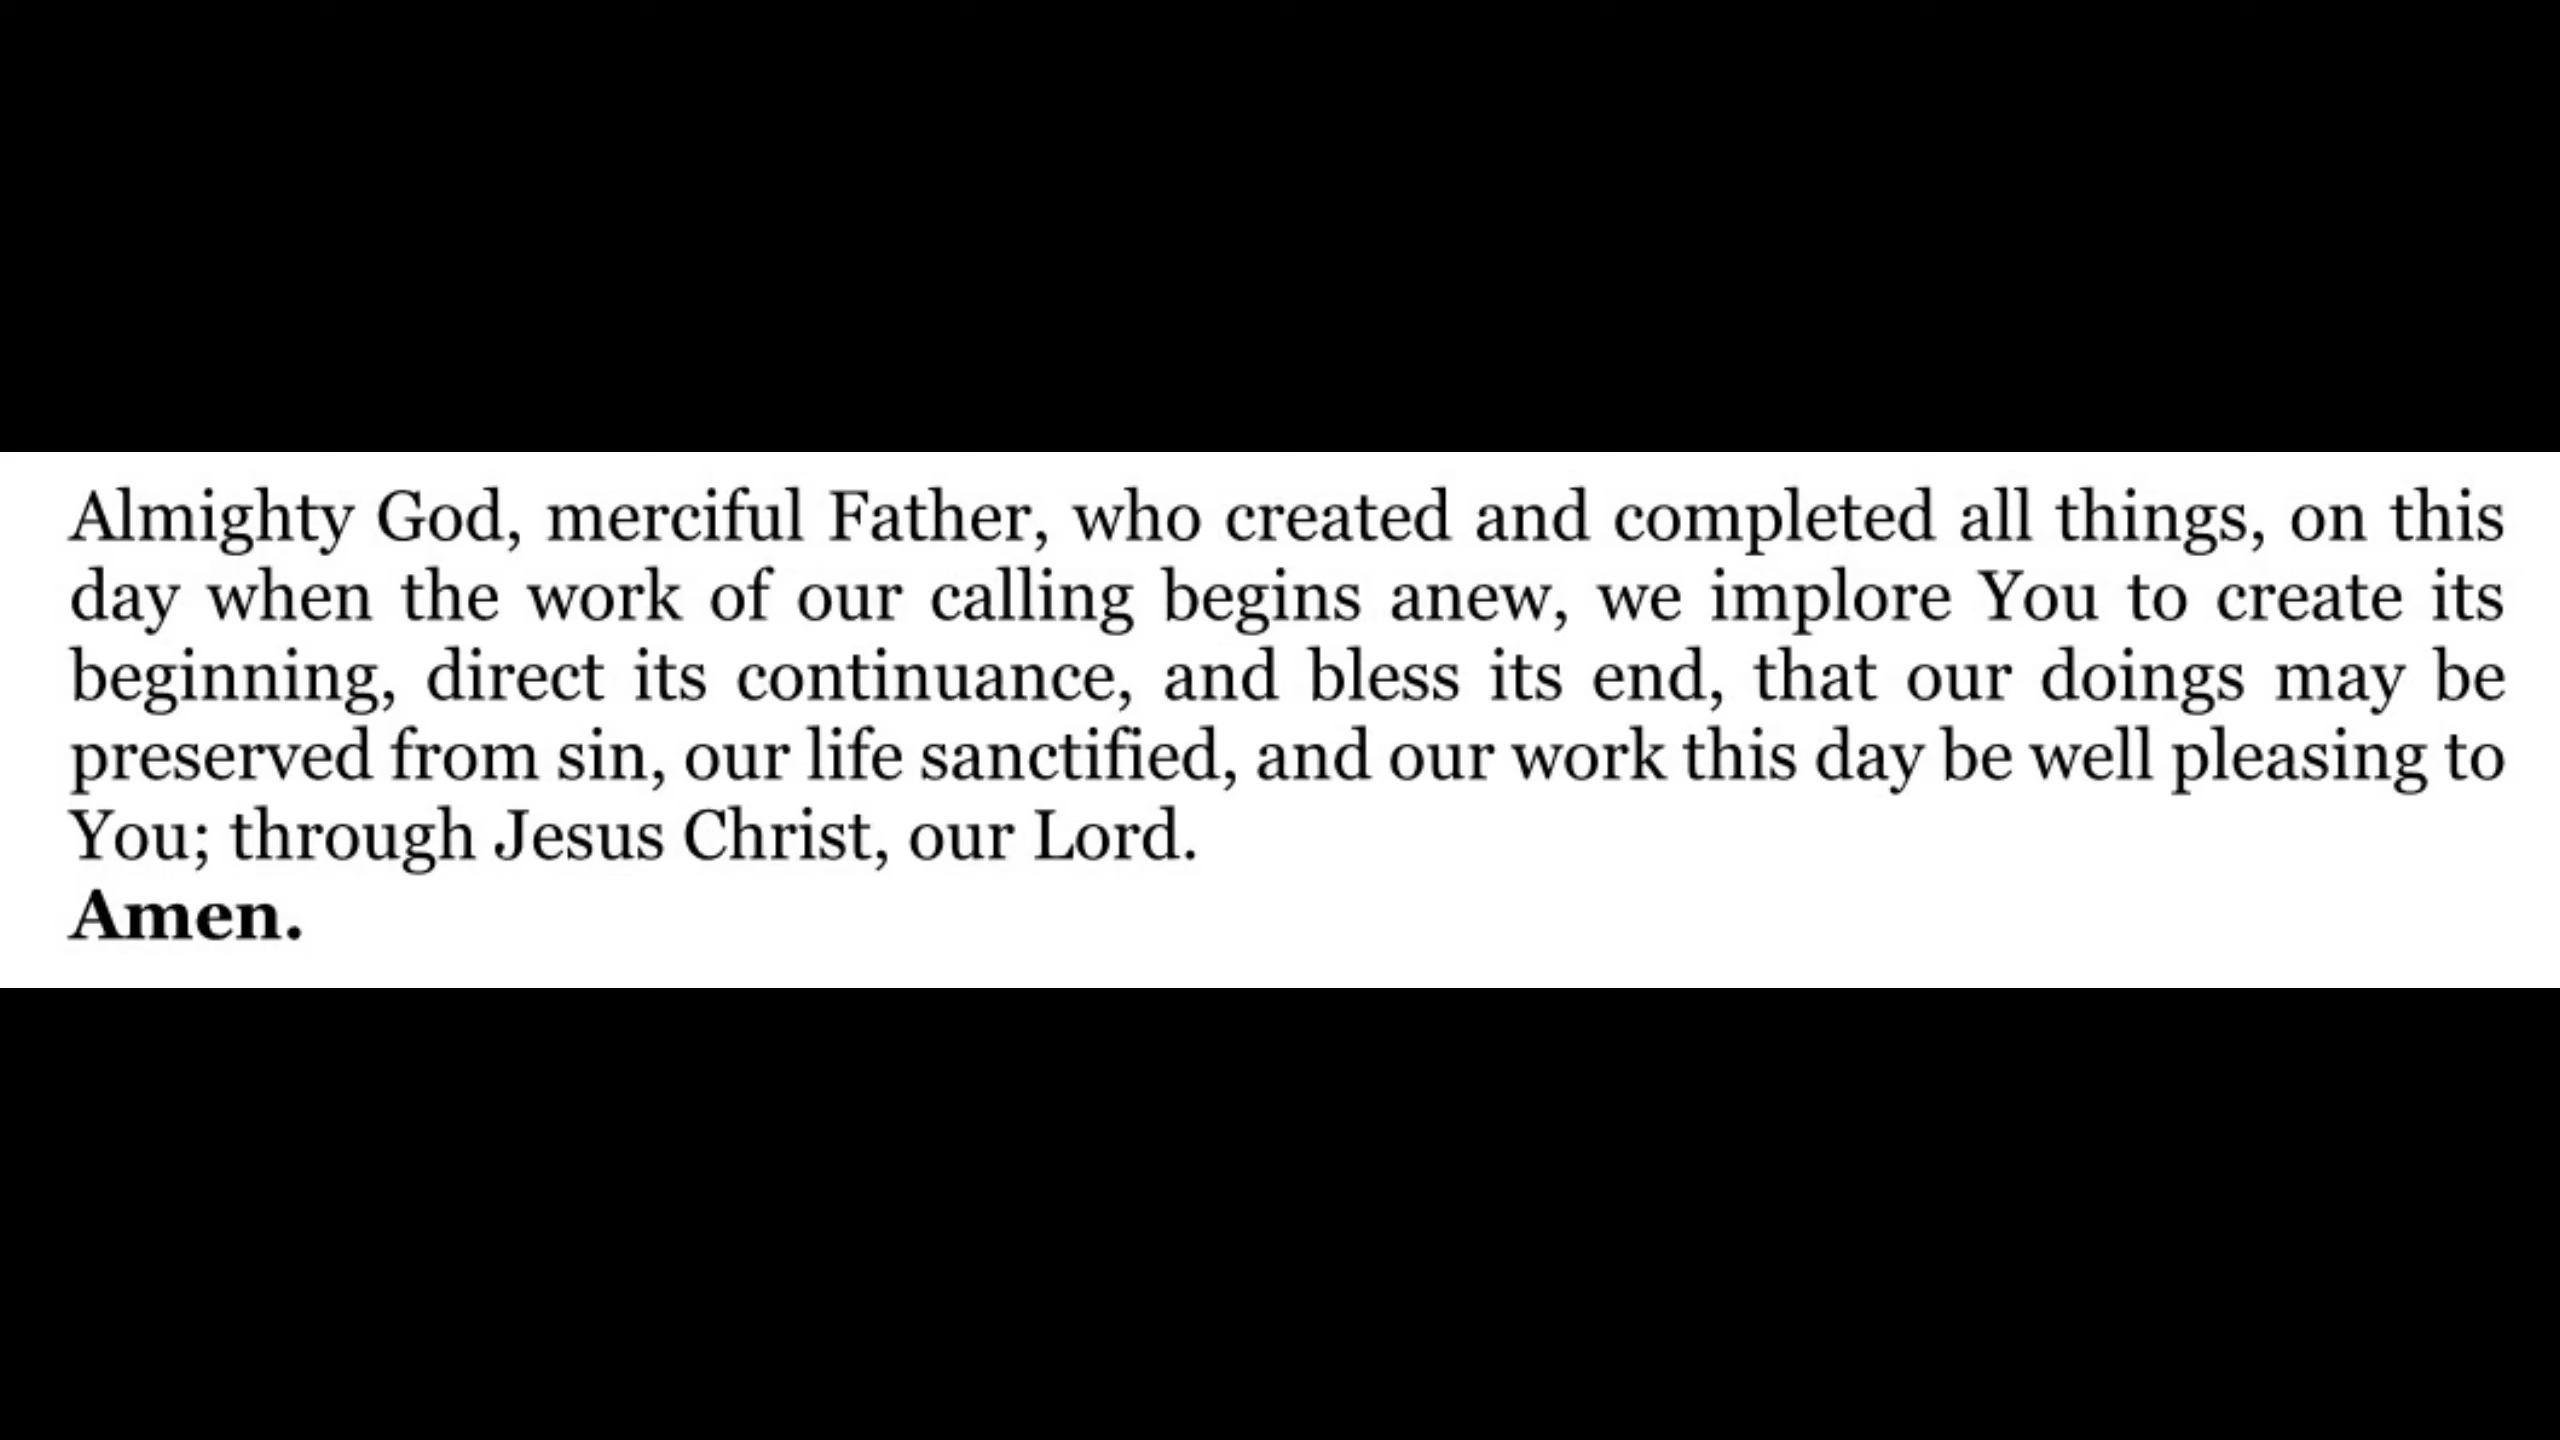 Almighty God, merciful Father, who created and completed all things, on this
day when the work of our calling begins anew, we implore You to create its
beginning, direct its continuance, and bless its end, that our doings may be
preserved from sin, our life sanctified, and our work this day be well pleasing to
You; through Jesus Christ, our Lord.
Amen.